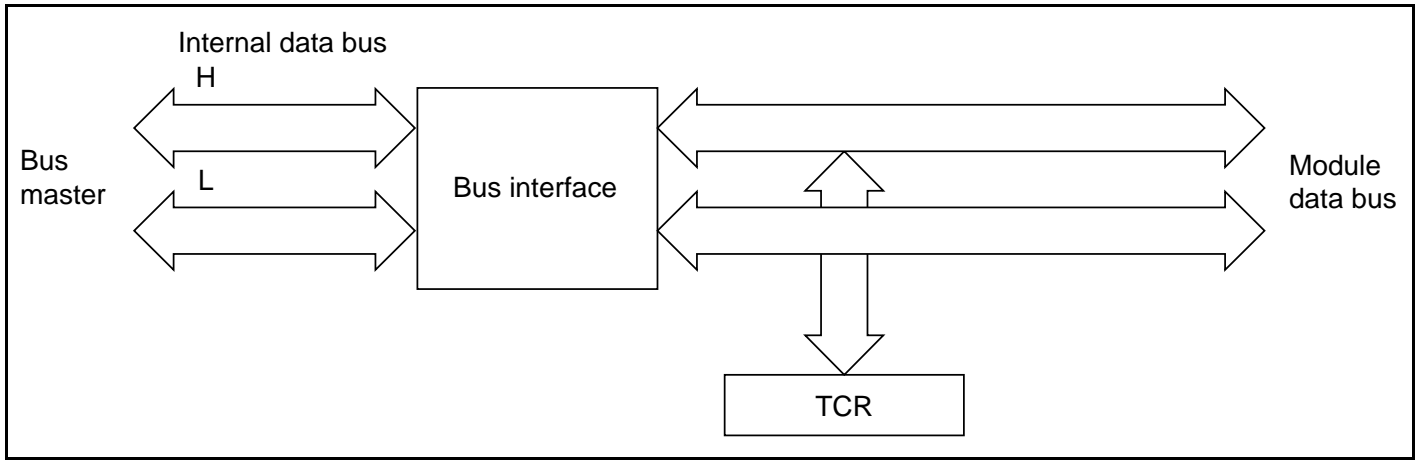 Internal data bus
H
Bus
master
L
Bus interface
Module
data bus
TCR